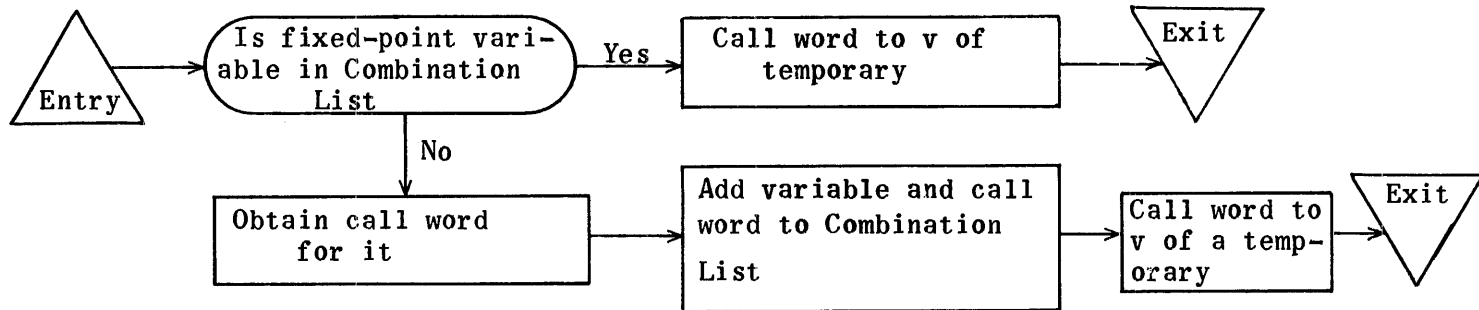 Entry
Is fixed-point vari-
able in Combination
List
Yes
Call word to v of
temporary
Exit
No
Obtain call word
for it
Add variable and call
word to Combination
List
Call word to
v of a temp-
orary
Exit